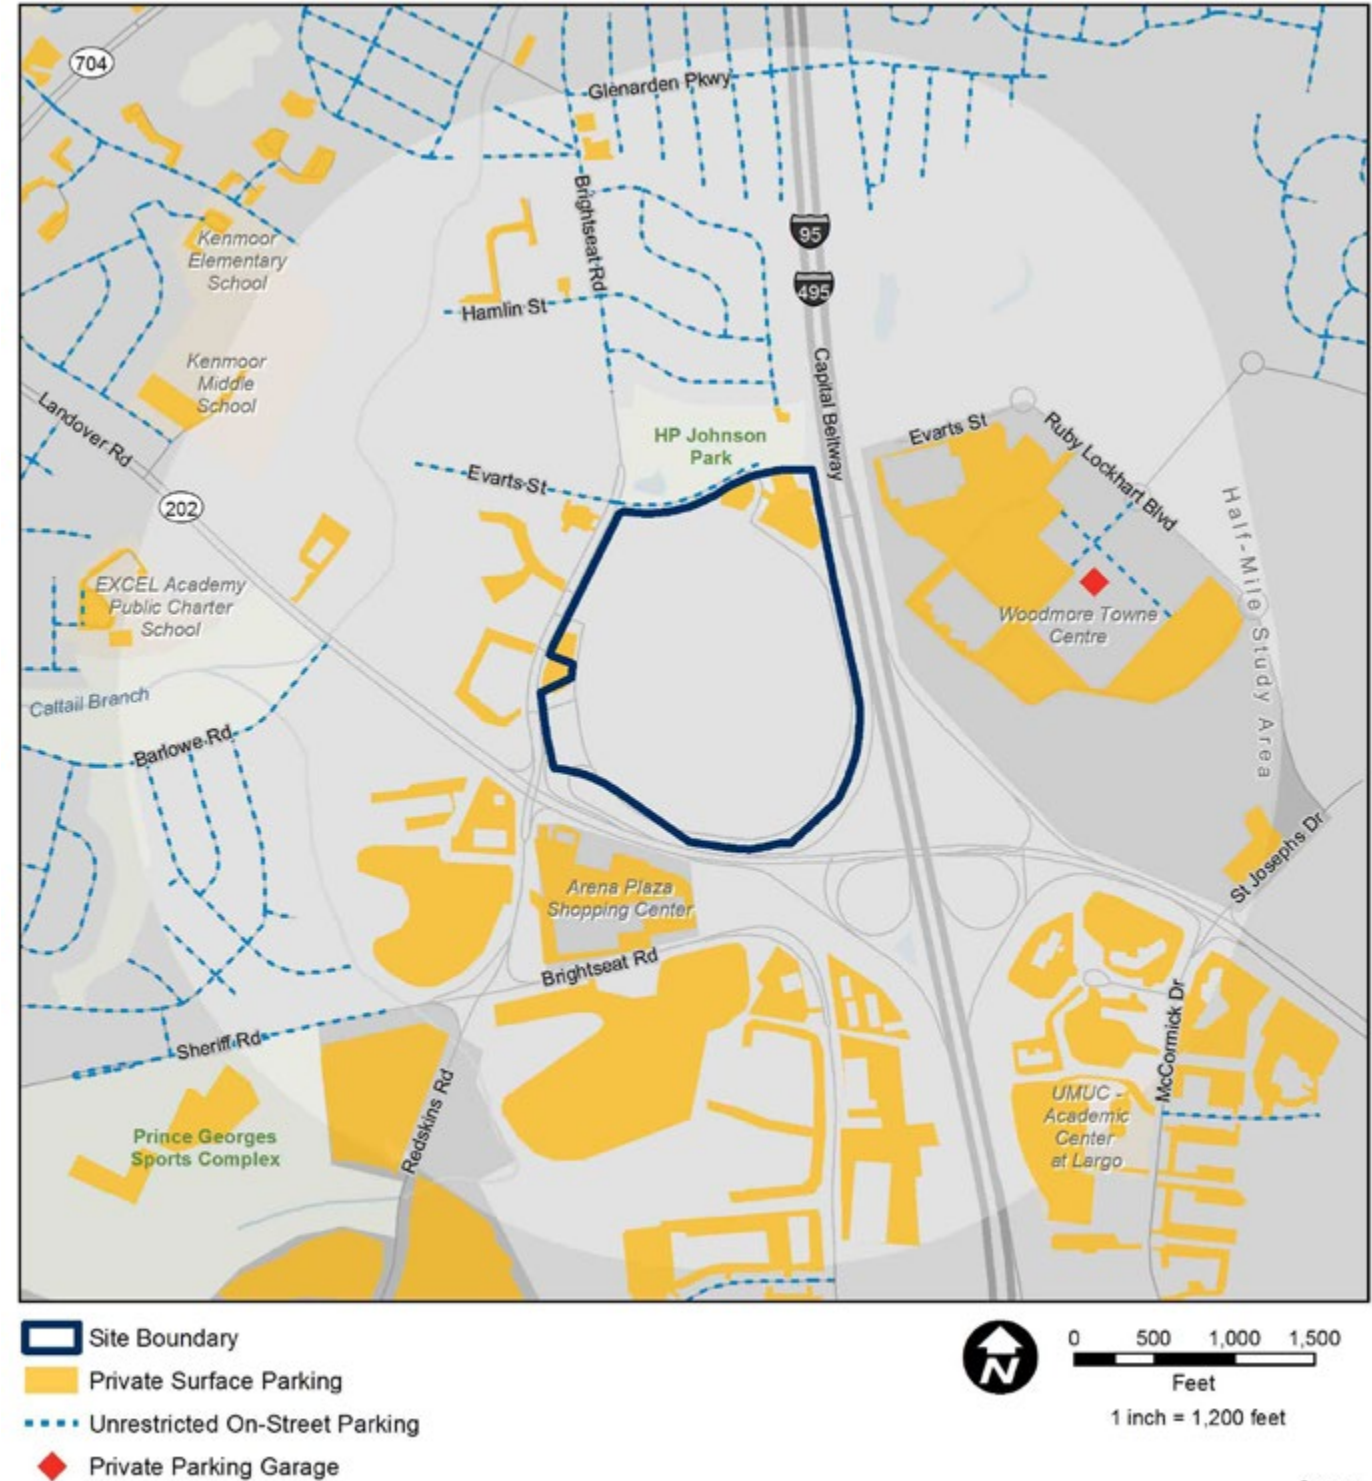 704
Glenarden Pkwy
Brightseat Rd
95
495
Kenmoor
Elementary
School
Hamlin St
Kenmoor
Middle
School
Capital Beltway
Landover Rd
HP Johnson
Park
Evarts St
Ruby Lockhart Blvd
Evarts St
202
Half-Mile Study Area
EXCEL Academy
Public Charter
School
Woodmore Towne
Centre
Cattail Branch
Barlowe Rd
St Josephs Dr
Arena Plaza
Shopping Center
Brightseat Rd
Sheriff Rd
McCormick Dr
Redskins Rd
UMUC -
Academic
Center
at Largo
Prince Georges
Sports Complex
Site Boundary
Private Surface Parking
Unrestricted On-Street Parking
Private Parking Garage
N
0 500 1,000 1,500
Feet
1 inch = 1,200 feet